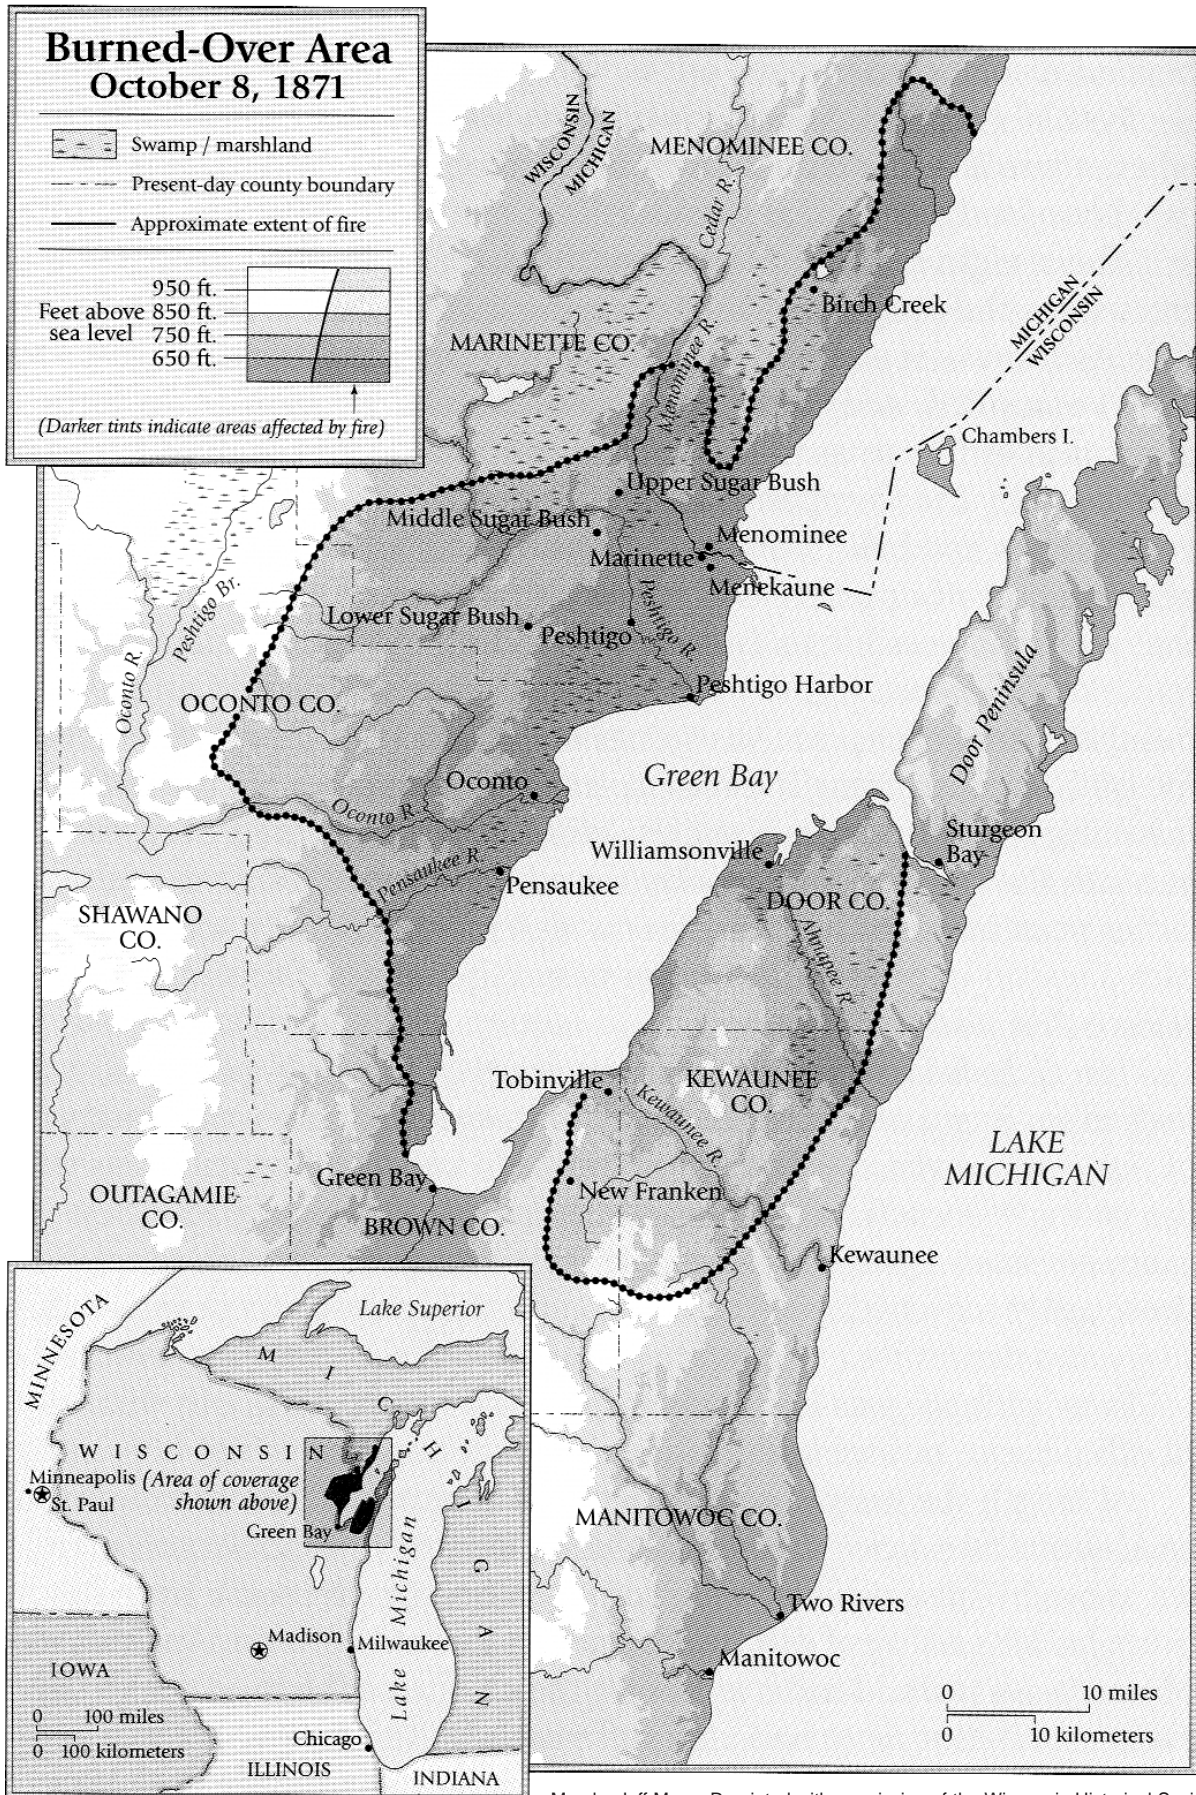 Burned-Over Area
October 8, 1871
Swamp / marshland
Present-day county boundary
Approximate extent of fire
950 ft.
Feet above 850 ft.
sea level 750 ft.
650 ft.
(Darker tints indicate areas affected by fire)
WISCONSIN
MICHIGAN
MENOMINEE CO.
Cedar R.
Birch Creek
MICHIGAN
WISCONSIN
MARINETTE CO.
Menominee R.
Chambers I.
Upper Sugar Bush
Middle Sugar Bush
Menominee
Marinette
Menekaune
Peshtigo Br.
Lower Sugar Bush
Peshtigo
Peshtigo R.
Oconto R.
OCONTO CO.
Peshtigo Harbor
Door Peninsula
Green Bay
Oconto
Oconto R.
Sturgeon
Bay
Williamsonville
Pensaukee R.
Pensaukee
DOOR CO.
SHAWANO
CO.
Ahnapee R.
Tobinville
KEWAUNEE
CO.
Kewaunee R.
LAKE
MICHIGAN
Green Bay
New Franken
OUTAGAMIE
CO.
BROWN CO.
Kewaunee
MANITOWOC CO.
Two Rivers
Manitowoc
0 10 miles
0 10 kilometers
MINNESOTA
Lake Superior
MICHIGAN
WISCONSIN
Minneapolis (Area of coverage
St. Paul shown above)
Green Bay
Lake Michigan
Madison
Milwaukee
IOWA
0 100 miles
0 100 kilometers
Chicago
ILLINOIS
INDIANA